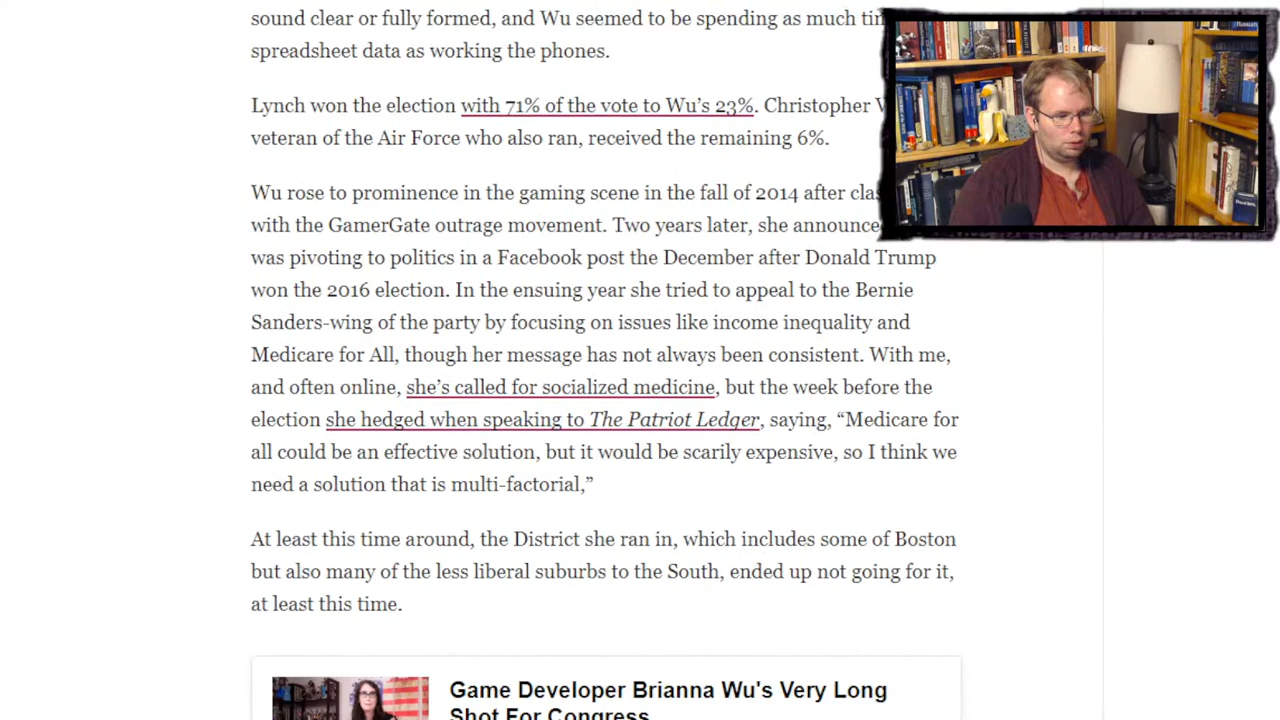 sound clear or fully formed, and Wu seemed to be spending as much
spreadsheet data as working the phones.
Lynch won the election with 71% of the vote to Wu's 23%. Christopher
veteran of the Air Force who also ran, received the remaining 6%.
Wu rose to prominence in the gaming scene in the fall of 2014 after
with the GamerGate outrage movement. Two years later, she
was pivoting to politics in a Facebook post the December after Donald Trump
won the 2016 election. In the ensuing year she tried to appeal to the Bernie
Sanders-wing of the party by focusing on issues like income inequality and
Medicare for All, though her message has not always been consistent. With me,
and often online, she's called for socialized medicine, but the week before the
election she hedged when speaking to The Patriot Ledger, saying, “Medicare for
all could be an effective solution, but it would be scarily expensive, so I think we
need a solution that is multi-factorial,”
At least this time around, the District she ran in, which includes some of Boston
but also many of the less liberal suburbs to the South, ended up not going for it,
at least this time.
Game Developer Brianna Wu's Very Long
Shot For Congress